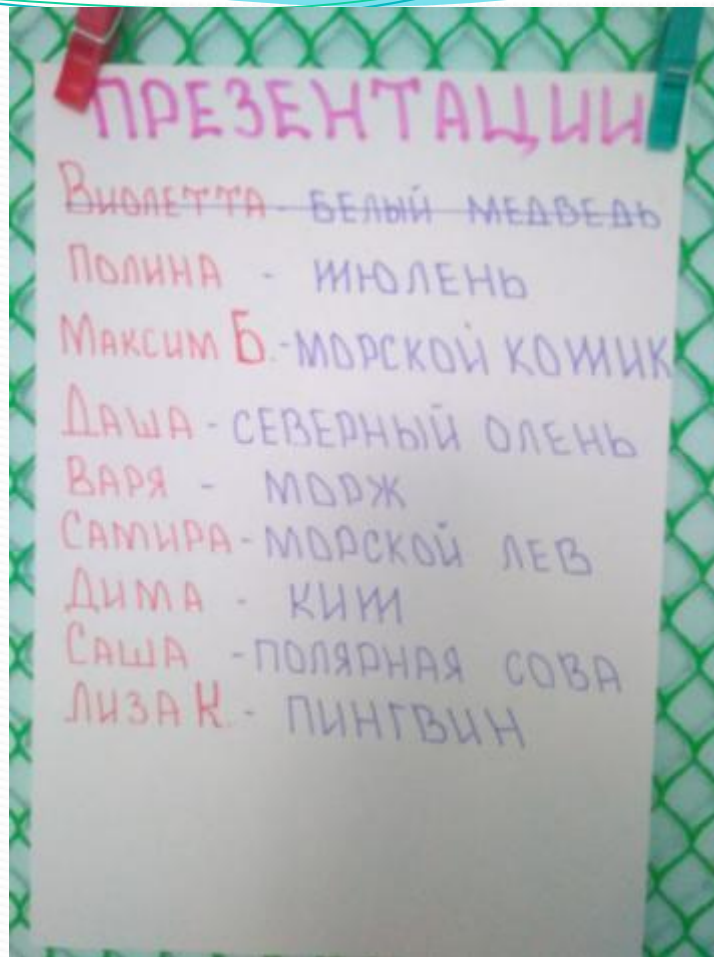 ПРЕЗЕНТАЦИИ
ВИОЛЕТТА - БЕЛЫЙ МЕДВЕДЬ
ПОЛИНА - ТЮЛЕНЬ
МАКСИМ Б. - МОРСКОЙ КОТИК
ДАША - СЕВЕРНЫЙ ОЛЕНЬ
ВАРЯ - МОРЖ
САМИРА - МОРСКОЙ ЛЕВ
ДИМА - КИТ
САША - ПОЛЯРНАЯ СОВА
ЛИЗА К. - ПИНГВИН